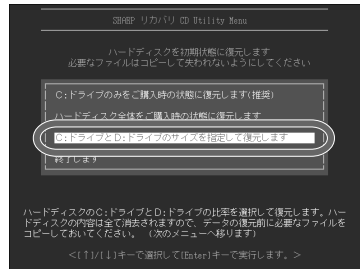 SHARP リカバリ CD Utility Menu
ハードディスクを初期状態に復元します
必要なファイルはコピーして失われないようにしてください
C:ドライブのみをご購入時の状態に復元します(推奨)
ハードディスク全体をご購入時の状態に復元します
C:ドライブとD:ドライブのサイズを指定して復元します
終了します
ハードディスクのC:ドライブとD:ドライブの比率を選択して復元します。ハー
ドディスクの内容は全て消去されますので、データの復元前に必要なファイルを
コピーしておいてください。 (次のメニューへ移ります)
<[↑]/[↓]キーで選択して[Enter]キーで実行します。>